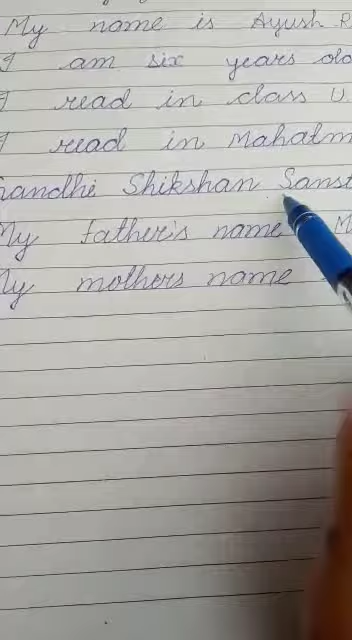 My name is Ayush R
I am six years old
I read in class U.
I read in Mahatm
andhi Shikshan Sanst
My father's name M
My mothers name